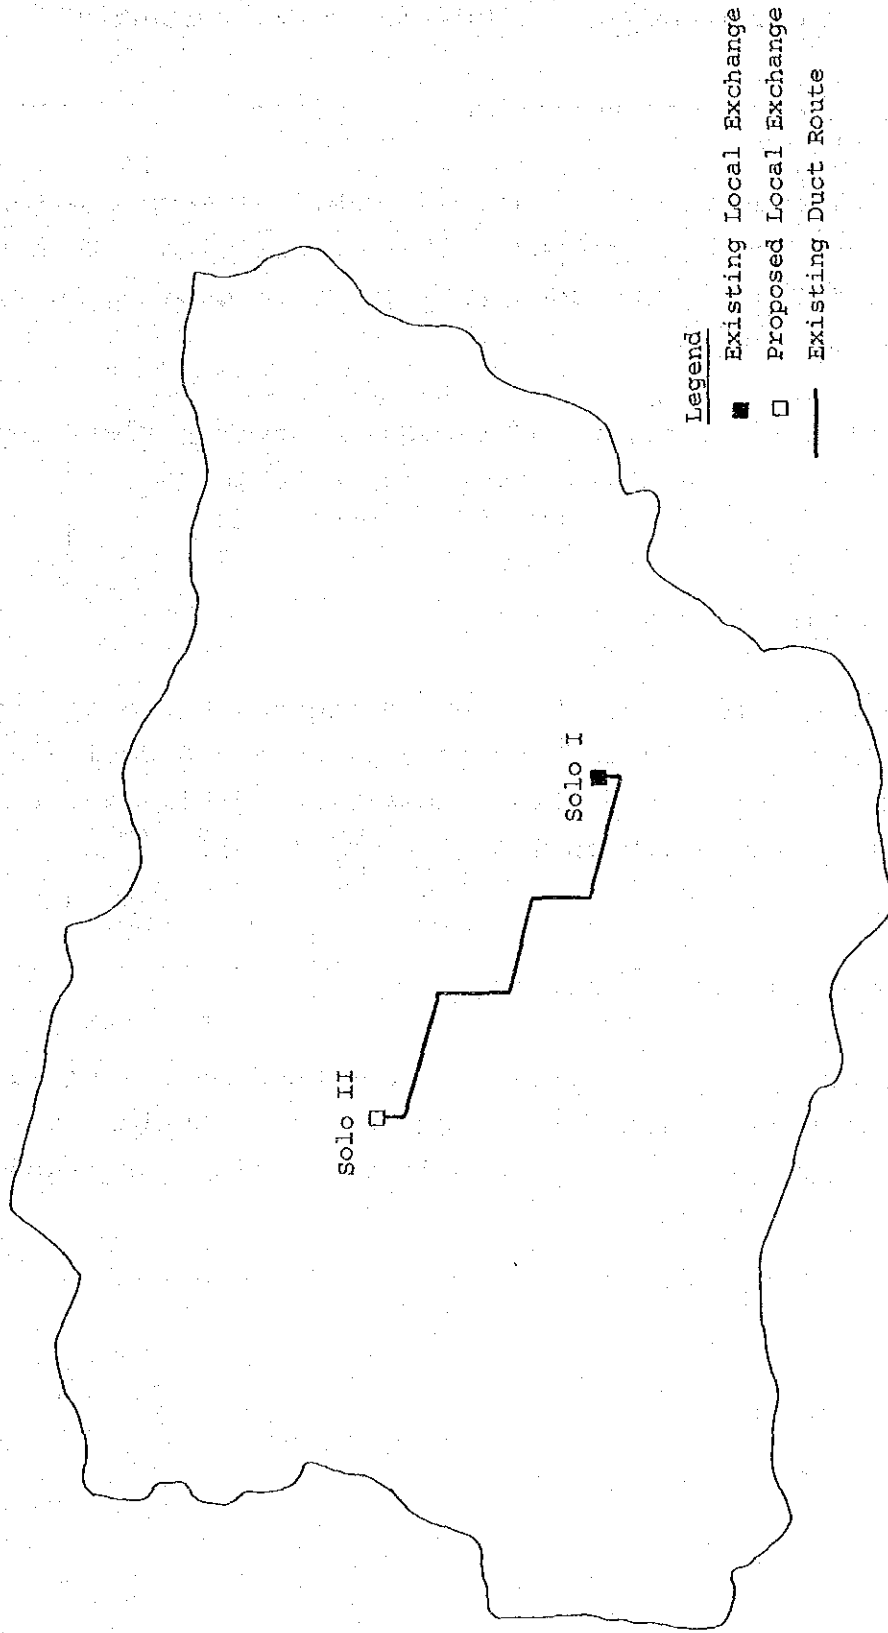 Solo II
Solo I
Legend
Existing Local Exchange
Proposed Local Exchange
Existing Duct Route